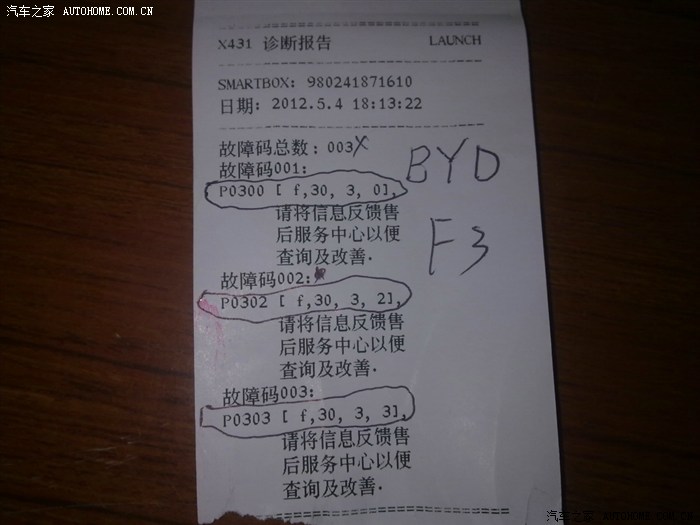 汽车之家 AUTOHOME.COM.CN
X431 诊断报告 LAUNCH
SMARTBOX: 980241871610
日期: 2012.5.4 18:13:22
故障码总数: 003X
故障码001:
BYD
P0300 [ f,30, 3, 0],
请将信息反馈售
后服务中心以便
F3
查询及改善.
故障码002:
P0302 [ f,30, 3, 2],
请将信息反馈售
后服务中心以便
查询及改善.
故障码003:
P0303 [ f,30, 3, 3],
请将信息反馈售
后服务中心以便
查询及改善.
汽车之家 AUTOHOME.COM.CN